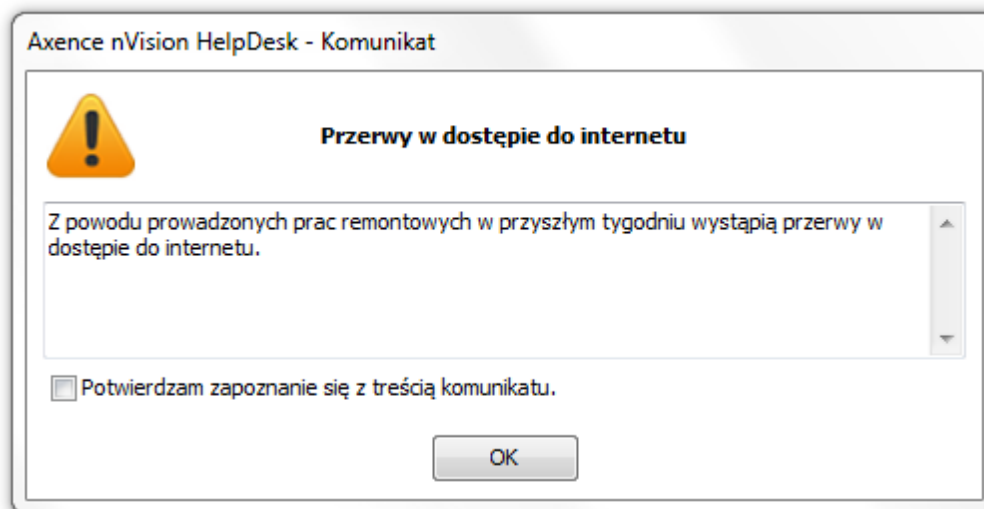 Axence nVision HelpDesk - Komunikat
Przerwy w dostępie do internetu
Z powodu prowadzonych prac remontowych w przyszłym tygodniu wystąpią przerwy w
dostępie do internetu.
Potwierdzam zapoznanie się z treścią komunikatu.
OK